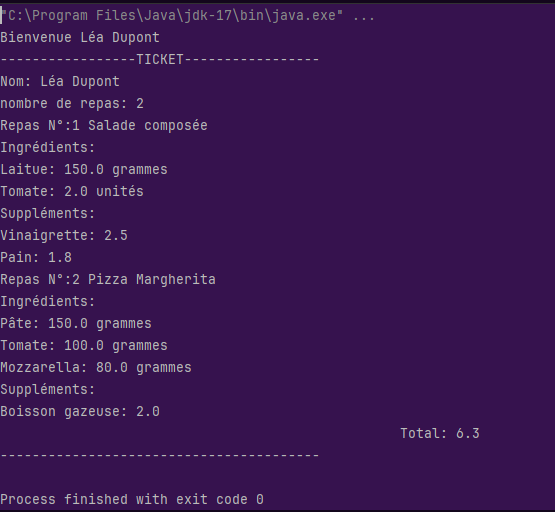 "C:\Program Files\Java\jdk-17\bin\java.exe" ...
Bienvenue Léa Dupont
-----------------TICKET-----------------
Nom: Léa Dupont
nombre de repas: 2
Repas N°:1 Salade composée
Ingrédients:
Laitue: 150.0 grammes
Tomate: 2.0 unités
Suppléments:
Vinaigrette: 2.5
Pain: 1.8
Repas N°:2 Pizza Margherita
Ingrédients:
Pâte: 150.0 grammes
Tomate: 100.0 grammes
Mozzarella: 80.0 grammes
Suppléments:
Boisson gazeuse: 2.0
Total: 6.3
----------------------------------------
Process finished with exit code 0